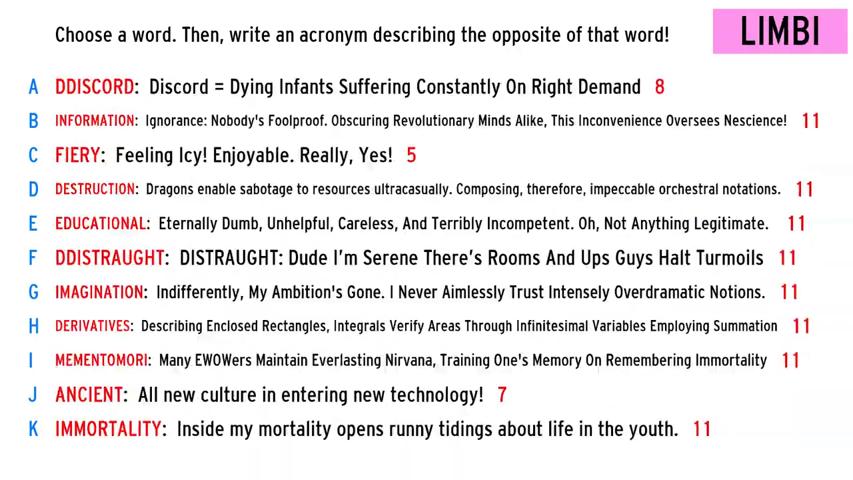 Choose a word. Then, write an acronym describing the opposite of that word!
LIMBI
A DDISCORD: Discord = Dying Infants Suffering Constantly On Right Demand 8
B INFORMATION: Ignorance: Nobody's Foolproof. Obscuring Revolutionary Minds Alike, This Inconvenience Oversees Nescience! 11
C FIERY: Feeling Icy! Enjoyable. Really, Yes! 5
D DESTRUCTION: Dragons enable sabotage to resources ultracasually. Composing, therefore, impeccable orchestral notations. 11
E EDUCATIONAL: Eternally Dumb, Unhelpful, Careless, And Terribly Incompetent. Oh, Not Anything Legitimate. 11
F DDISTRAUGHT: DISTRAUGHT: Dude I'm Serene There's Rooms And Ups Guys Halt Turmoils 11
G IMAGINATION: Indifferently, My Ambition's Gone. I Never Aimlessly Trust Intensely Overdramatic Notions. 11
H DERIVATIVES: Describing Enclosed Rectangles, Integrals Verify Areas Through Infinitesimal Variables Employing Summation 11
I MEMENTOMORI: Many EWOWers Maintain Everlasting Nirvana, Training One's Memory On Remembering Immortality 11
J ANCIENT: All new culture in entering new technology! 7
K IMMORTALITY: Inside my mortality opens runny tidings about life in the youth. 11